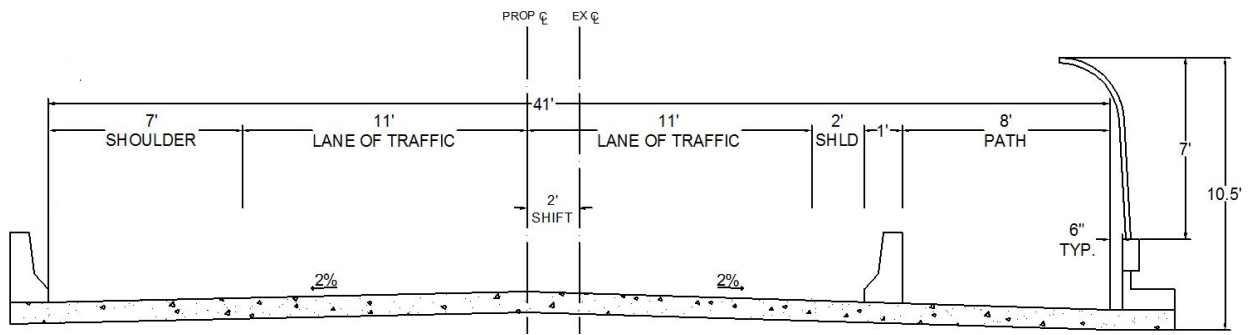 PROP ℄ EX ℄
41'
7' 11' 11' 2' 1' 8'
SHOULDER LANE OF TRAFFIC LANE OF TRAFFIC SHLD PATH
7'
10.5'
2'
SHIFT
6"
TYP.
2% 2%